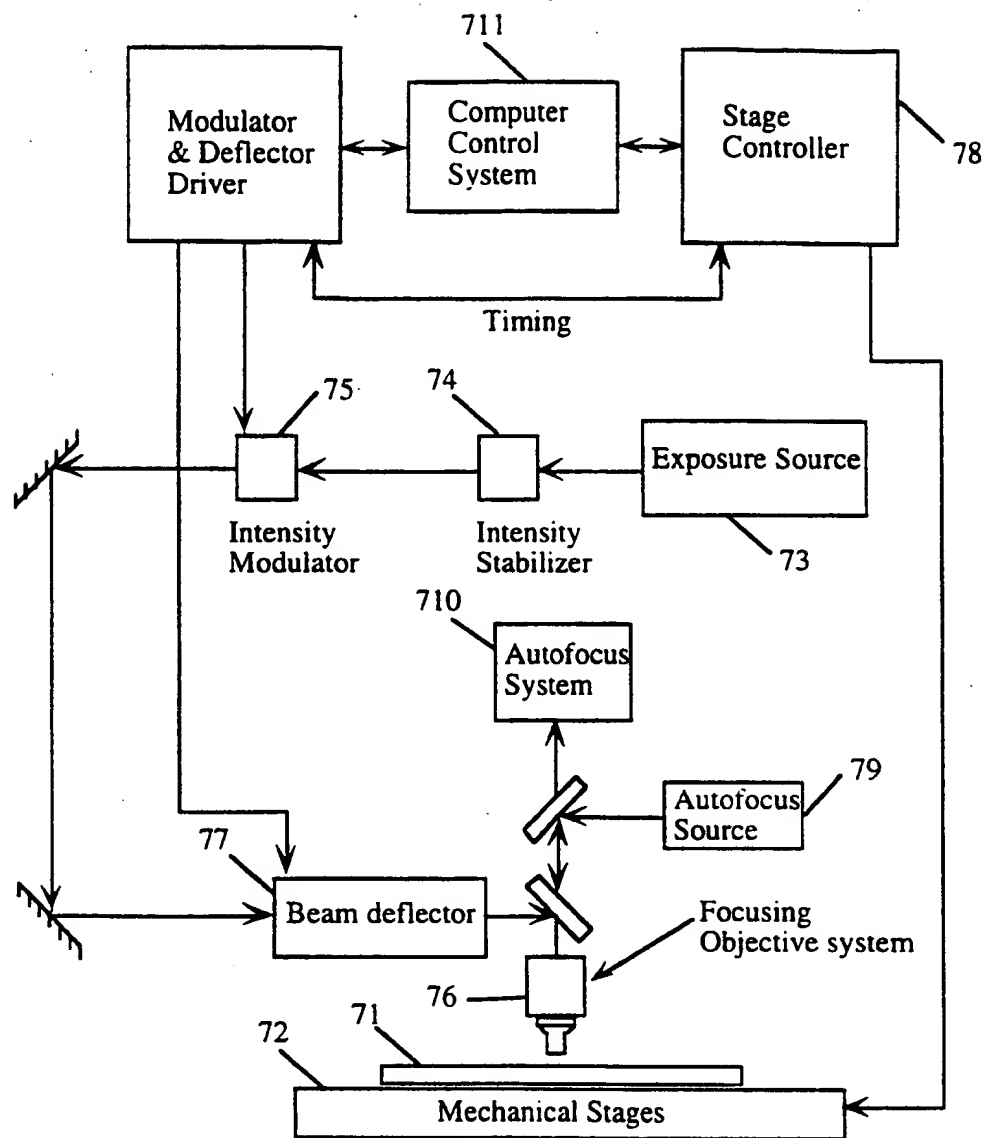 711
Modulator
& Deflector
Driver
Computer
Control
System
Stage
Controller
78
Timing
75
74
Exposure Source
Intensity
Modulator
Intensity
Stabilizer
73
710
Autofocus
System
79
Autofocus
Source
77
Beam deflector
Focusing
Objective system
76
71
72
Mechanical Stages